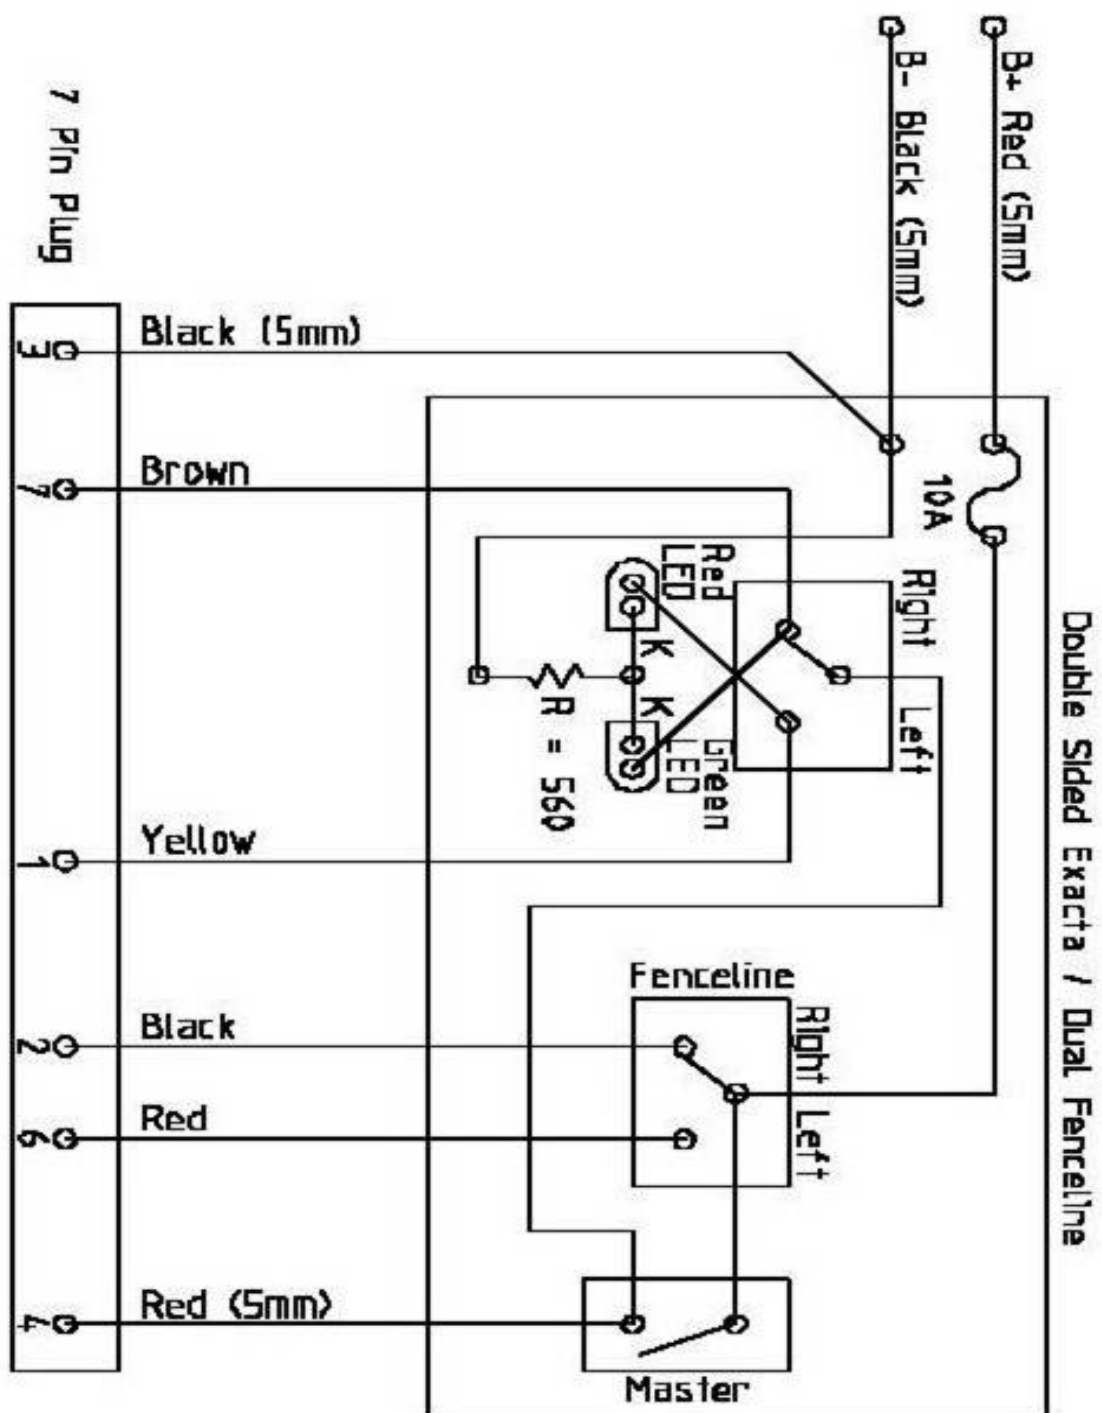 B+ Red (5mm)
B- Black (5mm)
7 Pin Plug
Double Sided Exacta / Dual Fenceline
3
Black (5mm)
10A
7
Brown
Right
Left
Red
LED
K
K
Green
LED
R = 560
1
Yellow
Fenceline
Right
Left
2
Black
6
Red
4
Red (5mm)
Master